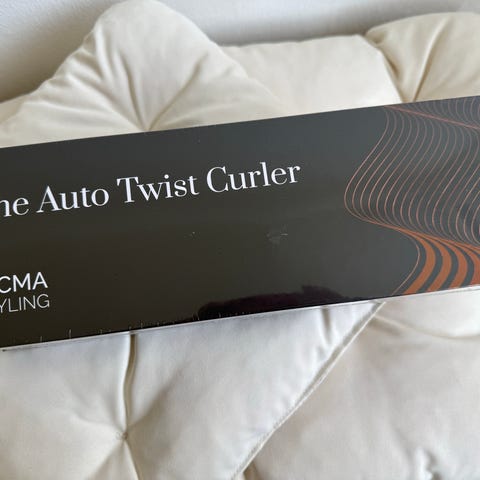 he Auto Twist Curler
CMA
YLING